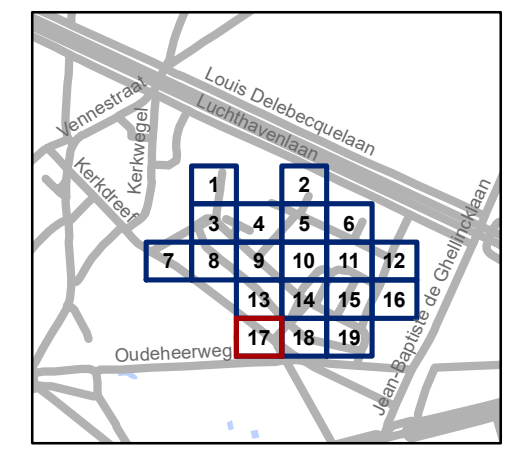 Louis Delebecquelaan
Luchthavenlaan
Vennestraat
Kerkwegel
Kerkdreef
1 2
3 4 5 6
7 8 9 10 11 12
13 14 15 16
17 18 19
Oudeheerweg
Jean-Baptiste de Ghellincklaan